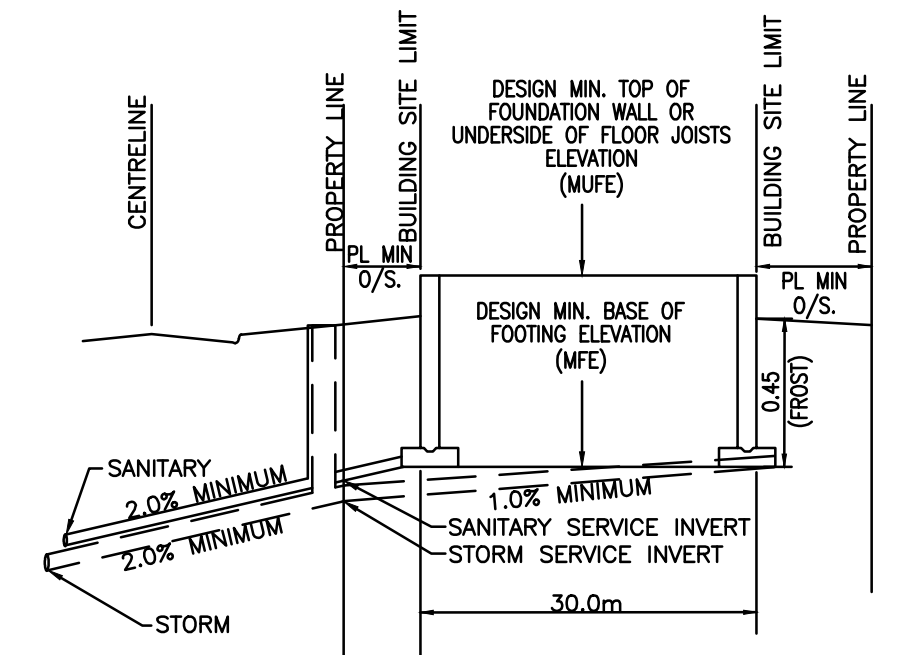 CENTRELINE
PROPERTY LINE
BUILDING SITE LIMIT
DESIGN MIN. TOP OF
FOUNDATION WALL OR
UNDERSIDE OF FLOOR JOISTS
ELEVATION
(MUFE)
BUILDING SITE LIMIT
PROPERTY LINE
PL MIN
O/S.
PL MIN
O/S.
DESIGN MIN. BASE OF
FOOTING ELEVATION
(MFE)
0.45
(FROST)
SANITARY
2.0% MINIMUM
2.0% MINIMUM
1.0% MINIMUM
SANITARY SERVICE INVERT
STORM SERVICE INVERT
STORM
30.0m